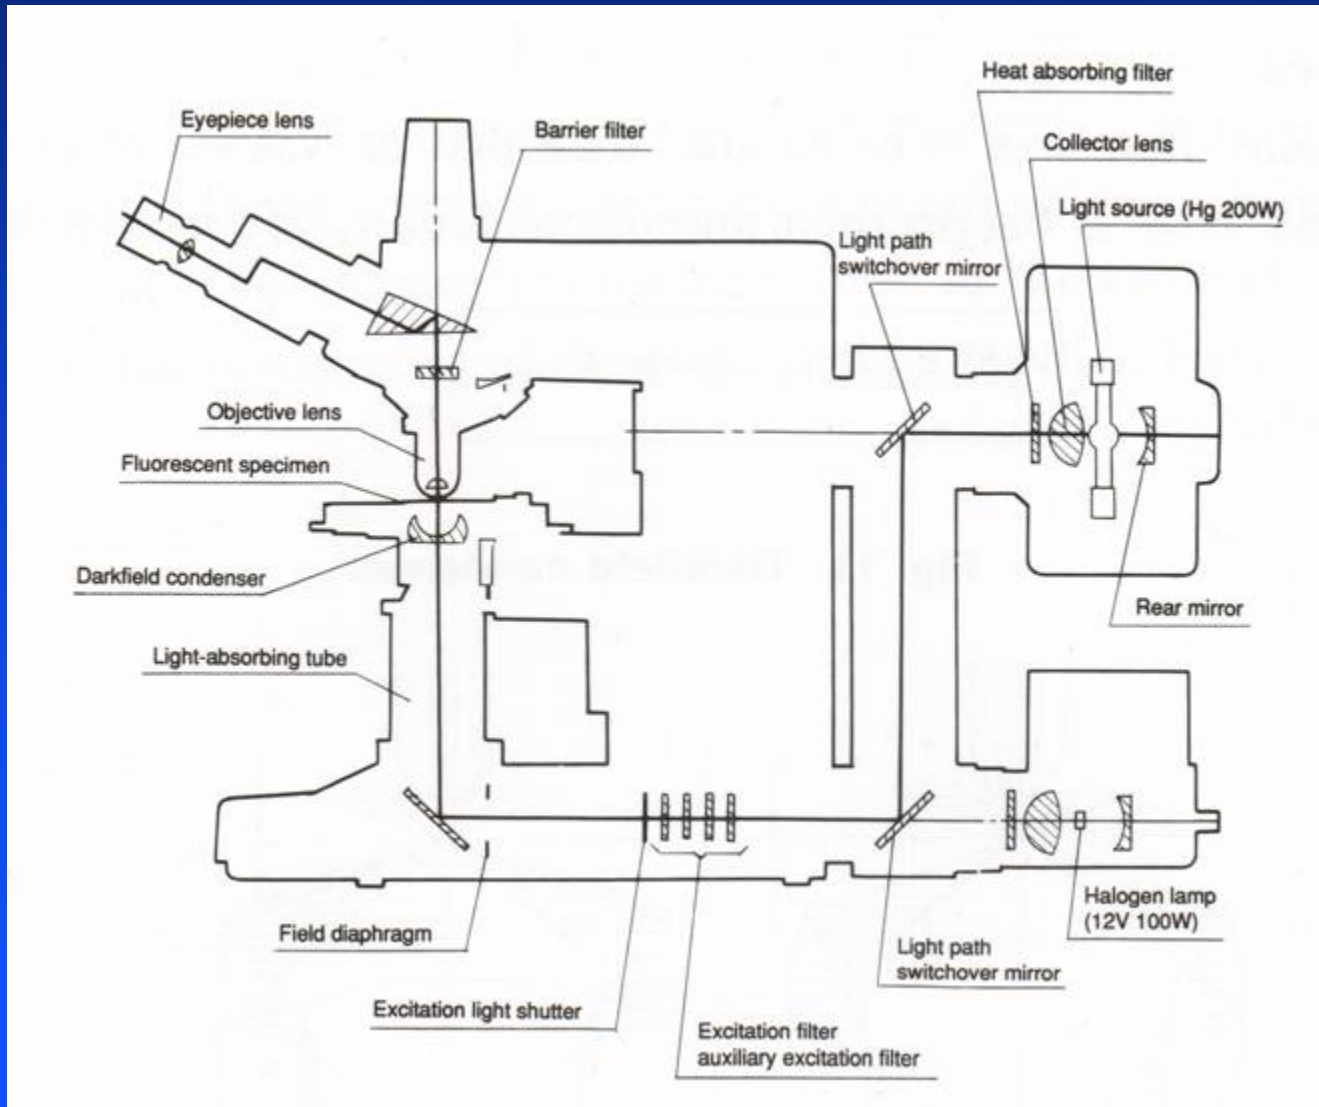 Heat absorbing filter
Eyepiece lens
Barrier filter
Collector lens
Light source (Hg 200W)
Light path
switchover mirror
Objective lens
Fluorescent specimen
Darkfield condenser
Rear mirror
Light-absorbing tube
Halogen lamp
(12V 100W)
Field diaphragm
Light path
switchover mirror
Excitation light shutter
Excitation filter
auxiliary excitation filter